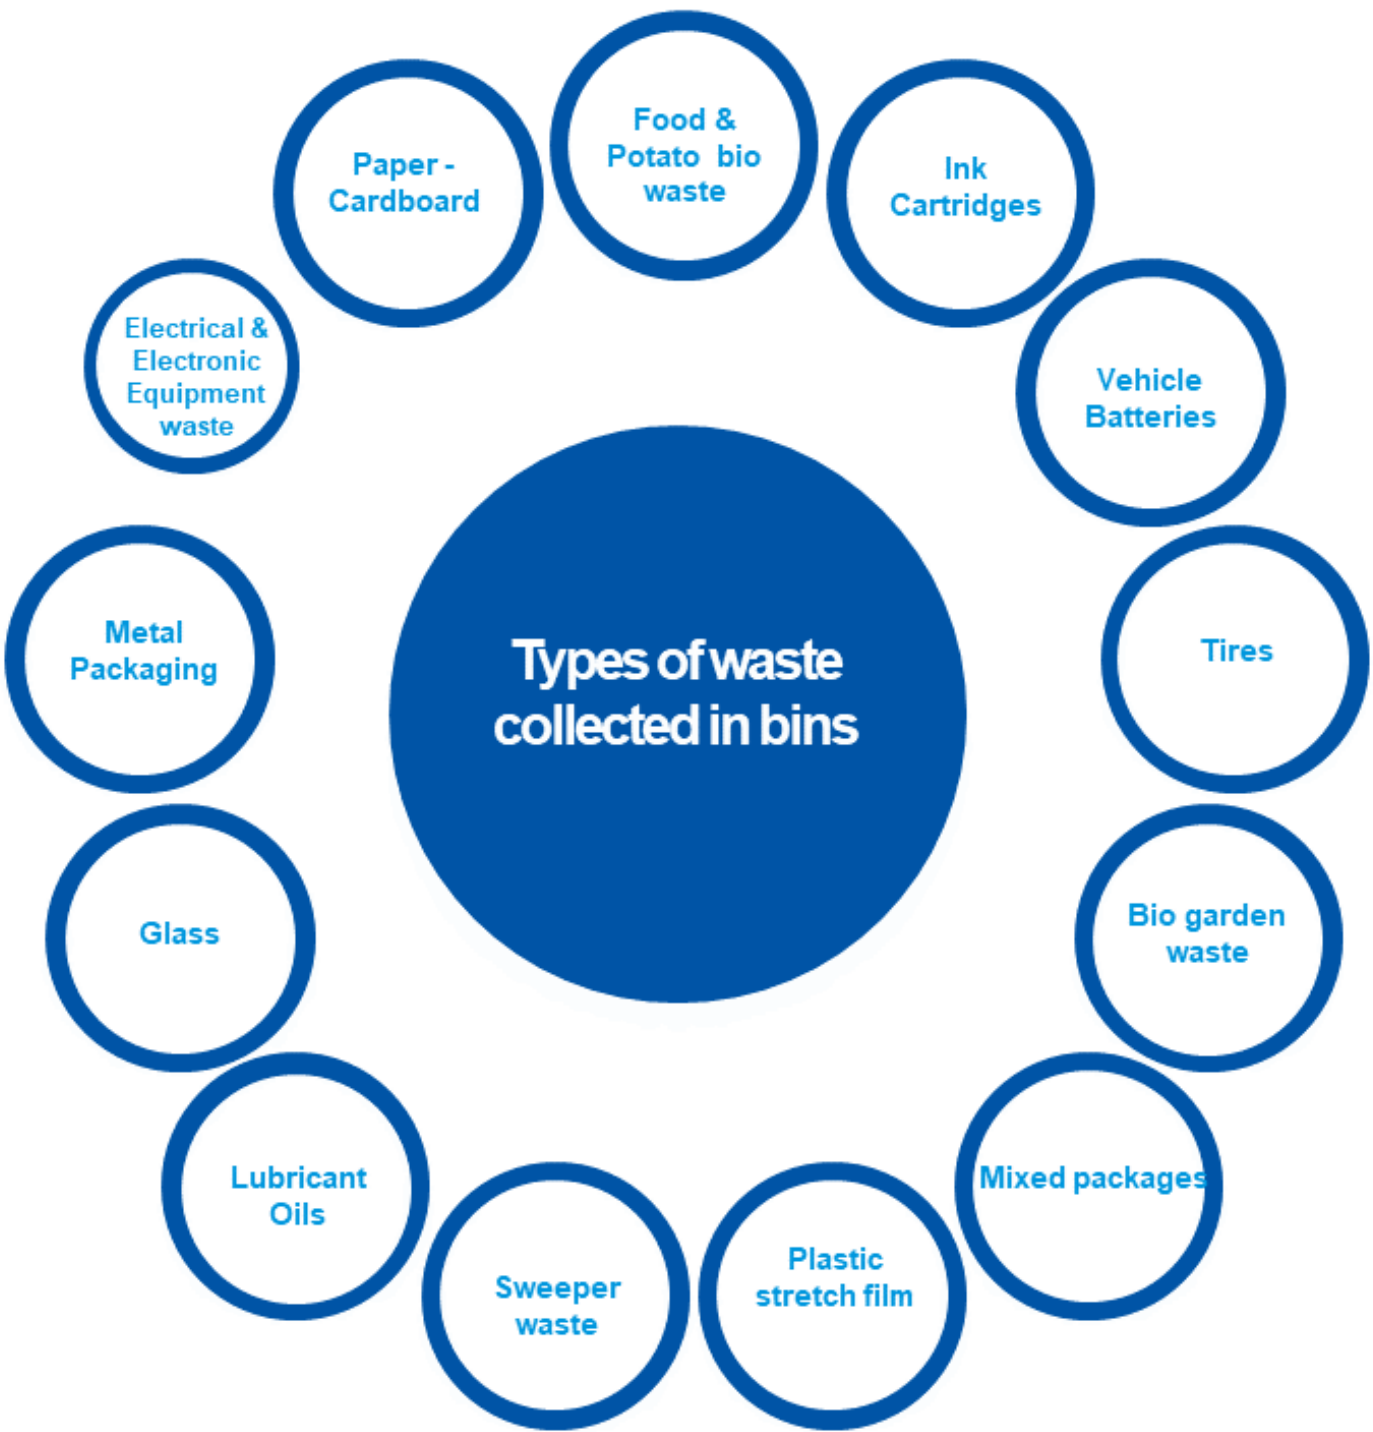 Food &
Potato bio
waste
Ink
Cartridges
Vehicle
Batteries
Tires
Bio garden
waste
Mixed packages
Plastic
stretch film
Sweeper
waste
Lubricant
Oils
Glass
Metal
Packaging
Electrical &
Electronic
Equipment
waste
Paper -
Cardboard
Types of waste
collected in bins